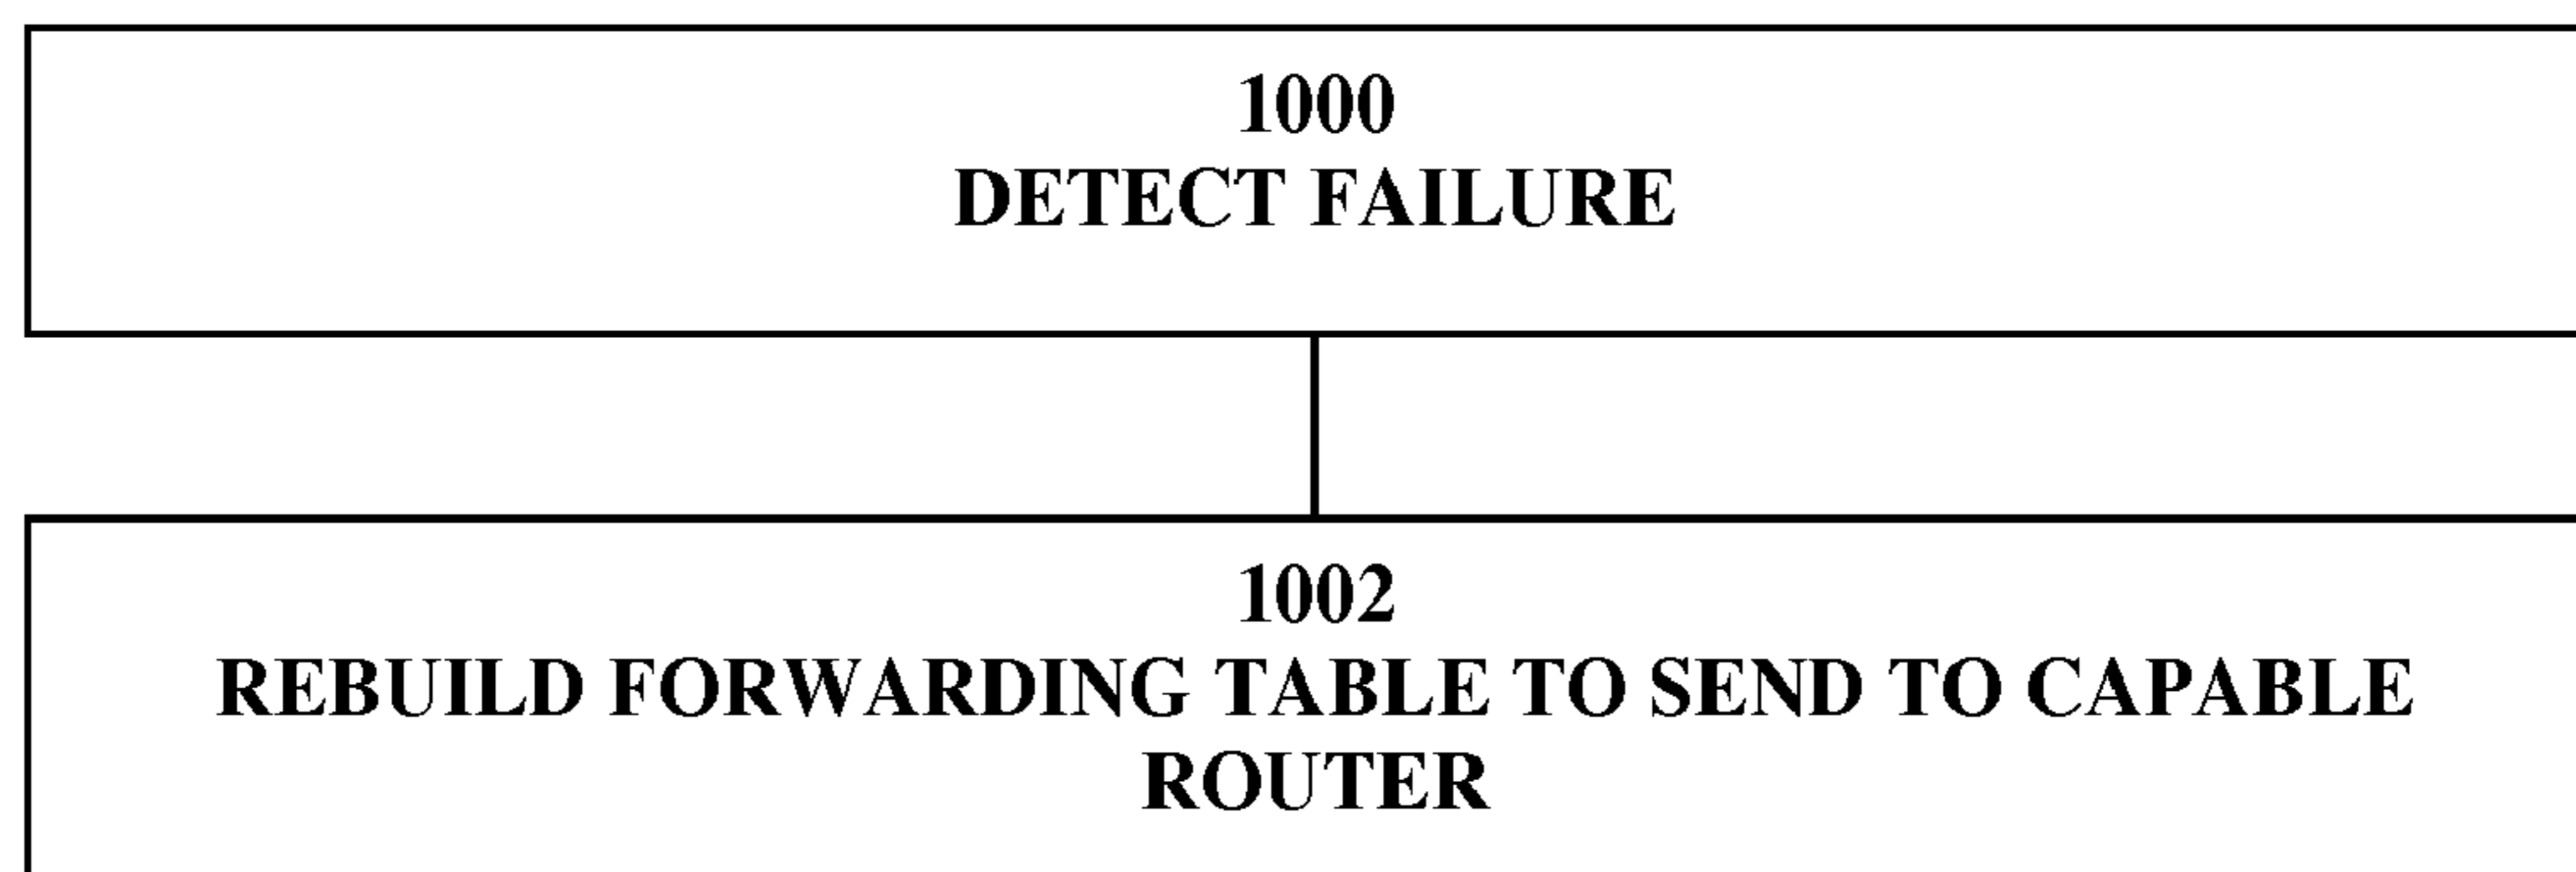 1000
DETECT FAILURE
1002
REBUILD FORWARDING TABLE TO SEND TO CAPABLE
ROUTER